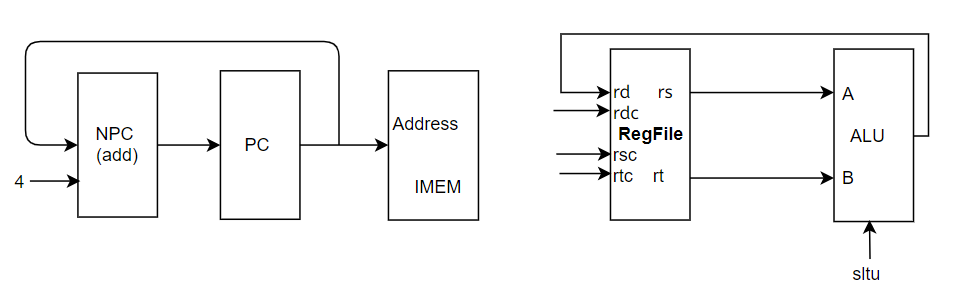 NPC
(add)
4
PC
Address
IMEM
rd rs
rdc
RegFile
rsc
rtc rt
A
ALU
B
sltu